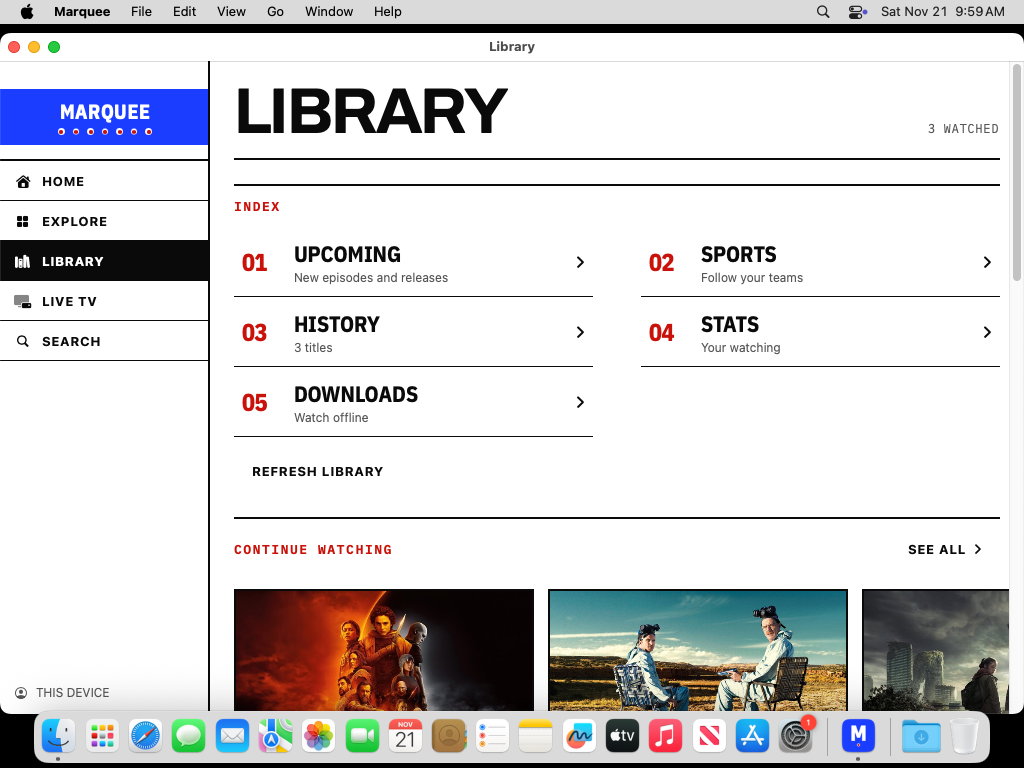 Marquee File Edit View Go Window Help Sat Nov 21 9:59 AM
Library
MARQUEE
HOME
EXPLORE
LIBRARY
LIVE TV
SEARCH
THIS DEVICE
LIBRARY
3 WATCHED
INDEX
01 UPCOMING
New episodes and releases
02 SPORTS
Follow your teams
03 HISTORY
3 titles
04 STATS
Your watching
05 DOWNLOADS
Watch offline
REFRESH LIBRARY
CONTINUE WATCHING
SEE ALL
NOV
21
tv
1
M